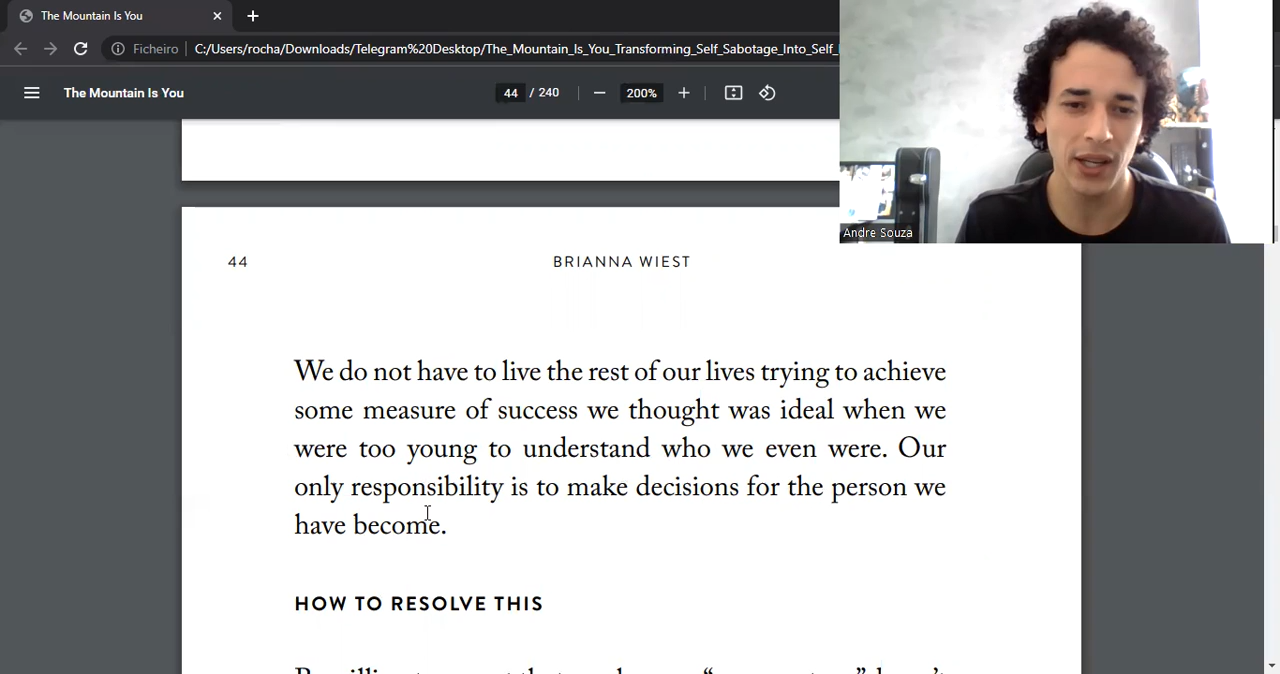 The Mountain Is You
Ficheiro C:/Users/rocha/Downloads/Telegram%20Desktop/The_Mountain_Is_You_Transforming_Self_Sabotage_Into_Self_
The Mountain Is You 44 / 240 200%
Andre Souza
44 BRIANNA WIEST
We do not have to live the rest of our lives trying to achieve
some measure of success we thought was ideal when we
were too young to understand who we even were. Our
only responsibility is to make decisions for the person we
have become.
HOW TO RESOLVE THIS